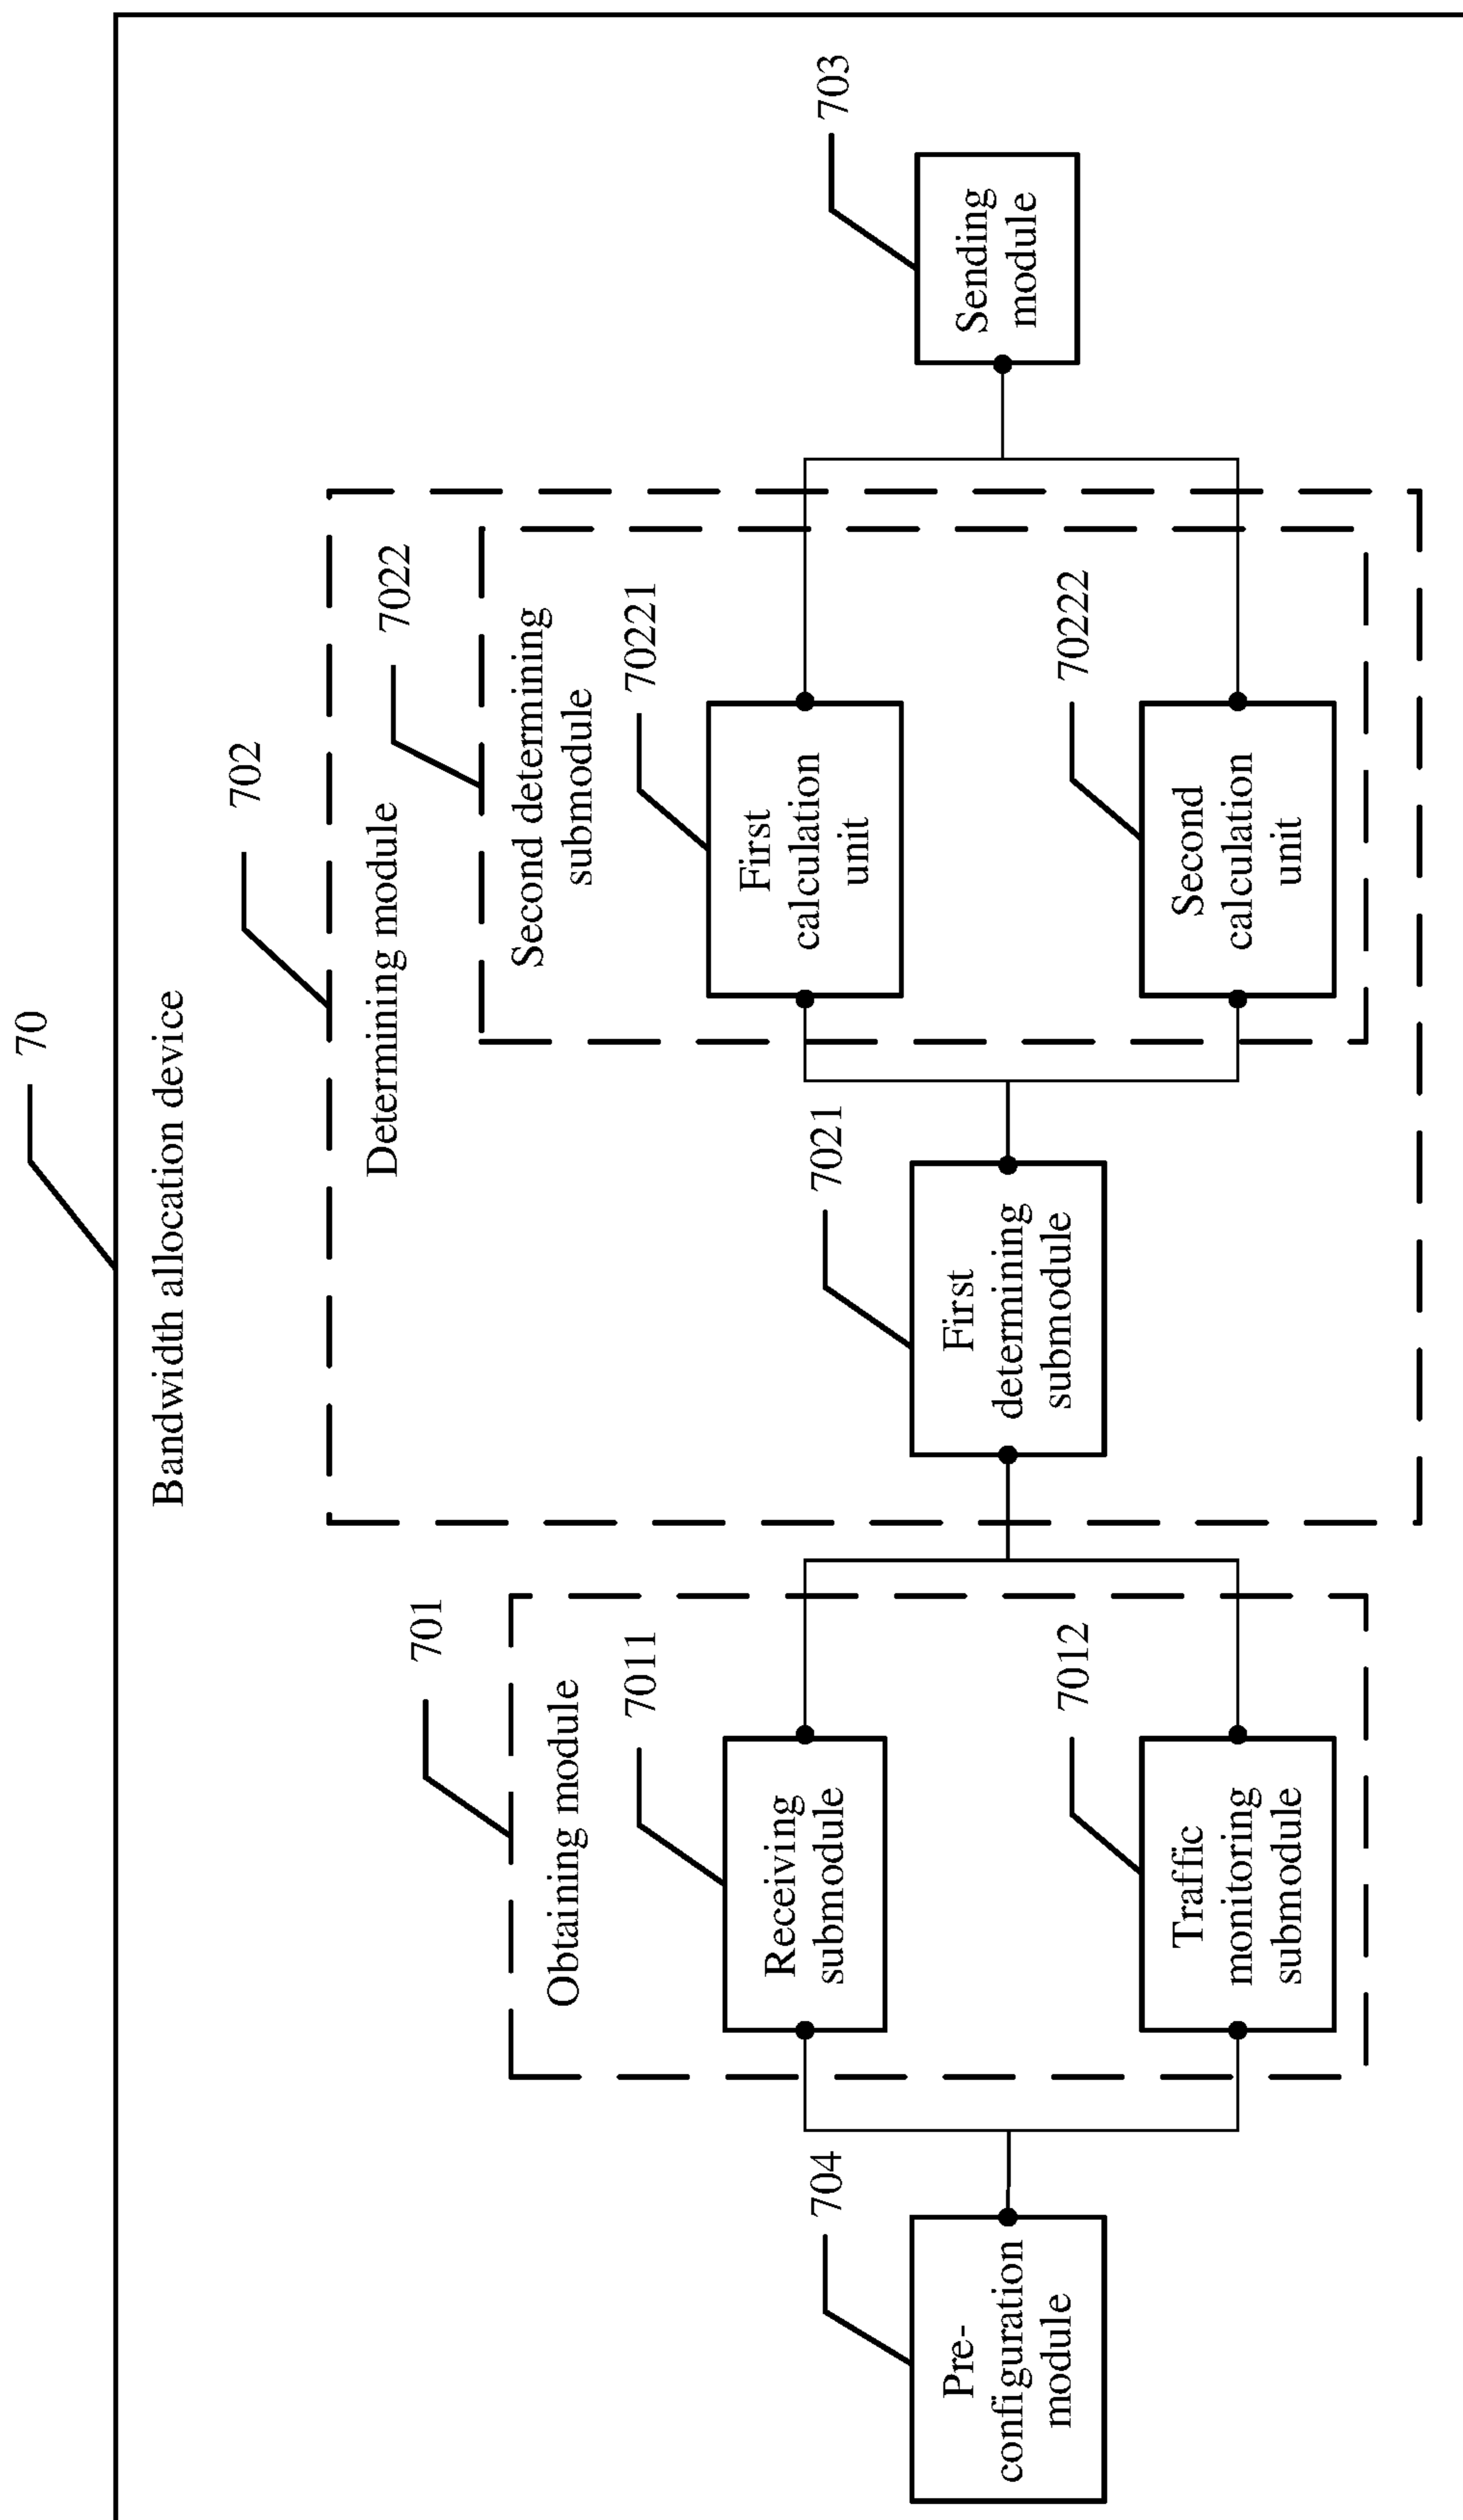 70
Bandwidth allocation device
702
Determining module
7022
Second determining
submodule
701
Obtaining module
7011
Receiving
submodule
70221
First
calculation
unit
704
Pre-
configuration
module
7021
First
determining
submodule
703
Sending
module
7012
Traffic
monitoring
submodule
70222
Second
calculation
unit